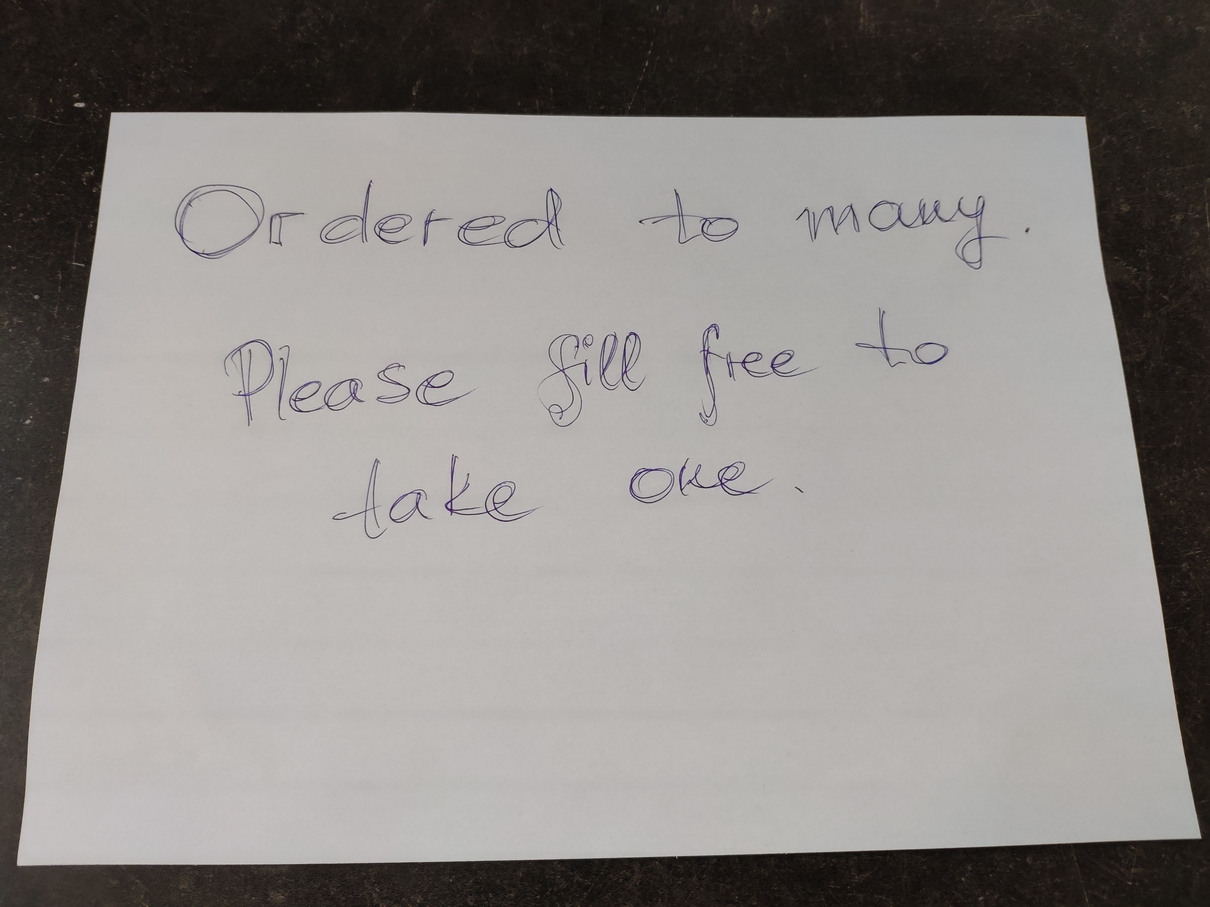 Ordered to many.
Please fill free to
take one.